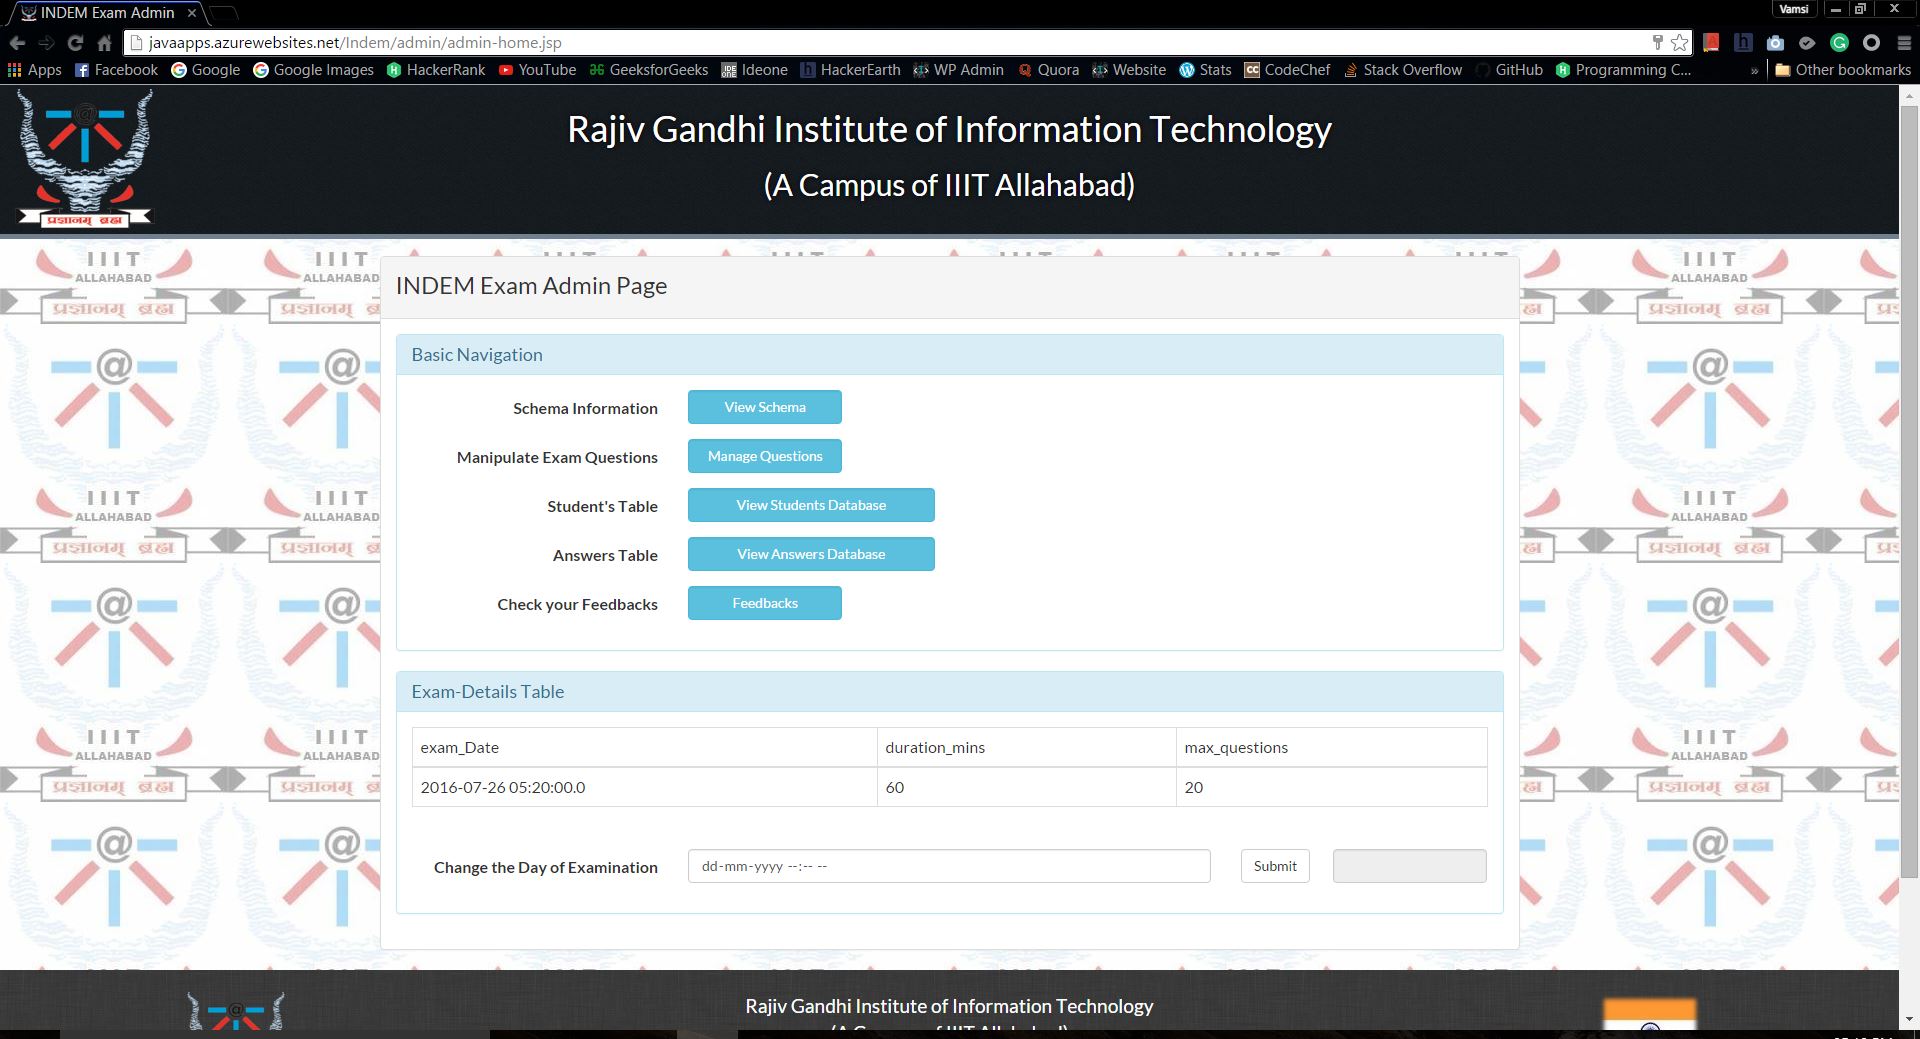 INDEM Exam Admin
Vamsi
javaapps.azurewebsites.net/Indem/admin/admin-home.jsp
Apps Facebook Google Google Images HackerRank YouTube GeeksforGeeks Ideone HackerEarth WP Admin Quora Website Stats CodeChef Stack Overflow GitHub Programming C... » Other bookmarks
Rajiv Gandhi Institute of Information Technology
(A Campus of IIIT Allahabad)
प्रज्ञानम् ब्रह्म
IIIT
ALLAHABAD
प्रज्ञानम् ब्रह्म
INDEM Exam Admin Page
Basic Navigation
Schema Information View Schema
Manipulate Exam Questions Manage Questions
Student's Table View Students Database
Answers Table View Answers Database
Check your Feedbacks Feedbacks
Exam-Details Table
exam_Date duration_mins max_questions
2016-07-26 05:20:00.0 60 20
Change the Day of Examination dd-mm-yyyy --:-- -- Submit
Rajiv Gandhi Institute of Information Technology